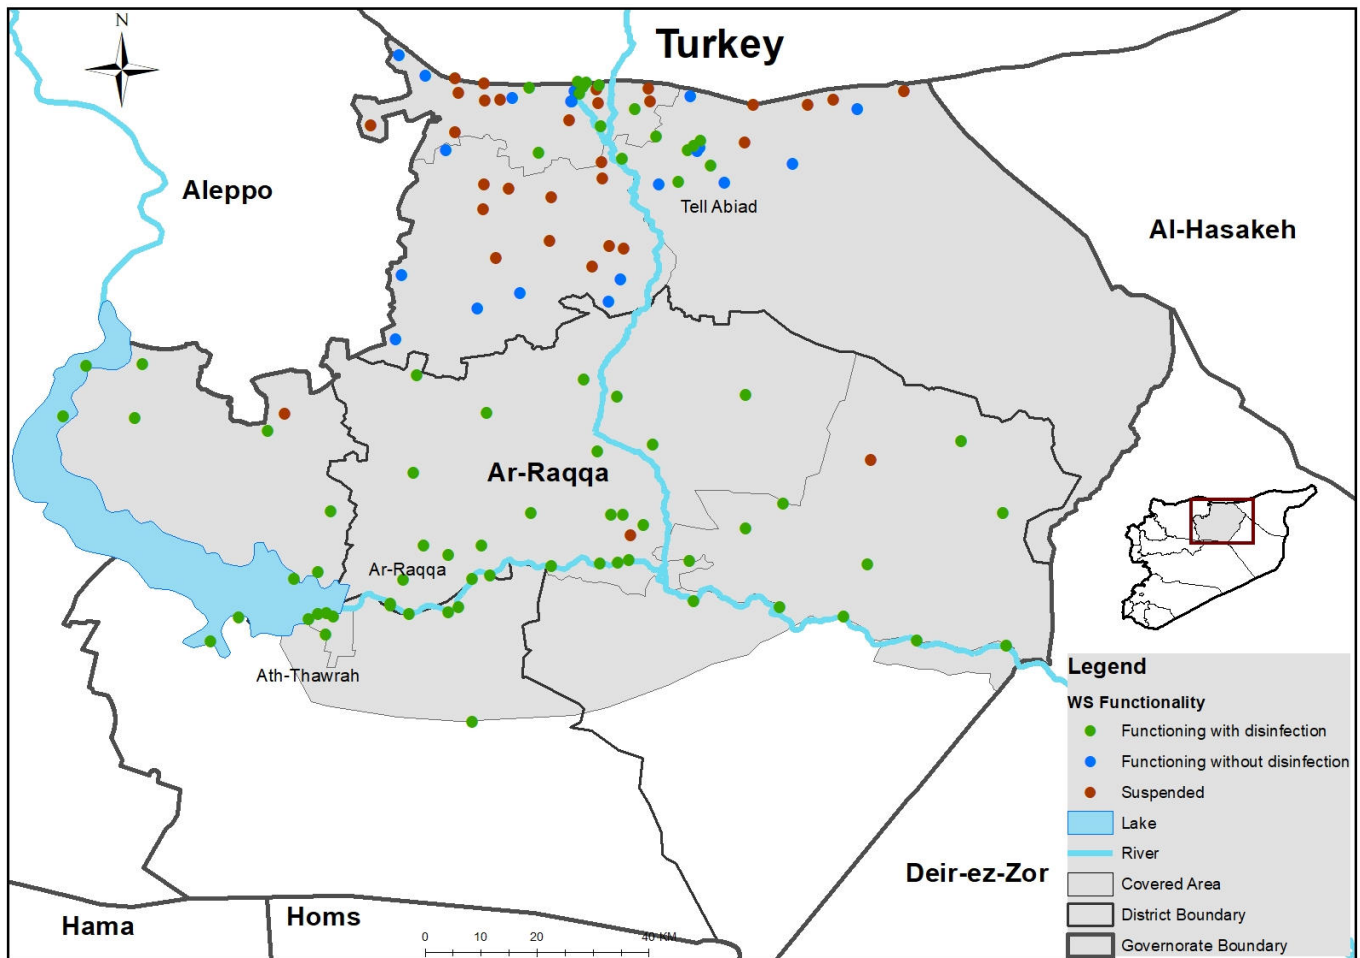 N
Turkey
Aleppo
Tell Abiad
Al-Hasakeh
Ar-Raqqa
Ar-Raqqa
Ath-Thawrah
Legend
WS Functionality
Functioning with disinfection
Functioning without disinfection
Suspended
Lake
River
Covered Area
District Boundary
Governorate Boundary
Deir-ez-Zor
Homs
Hama
0 10 20 40 KM